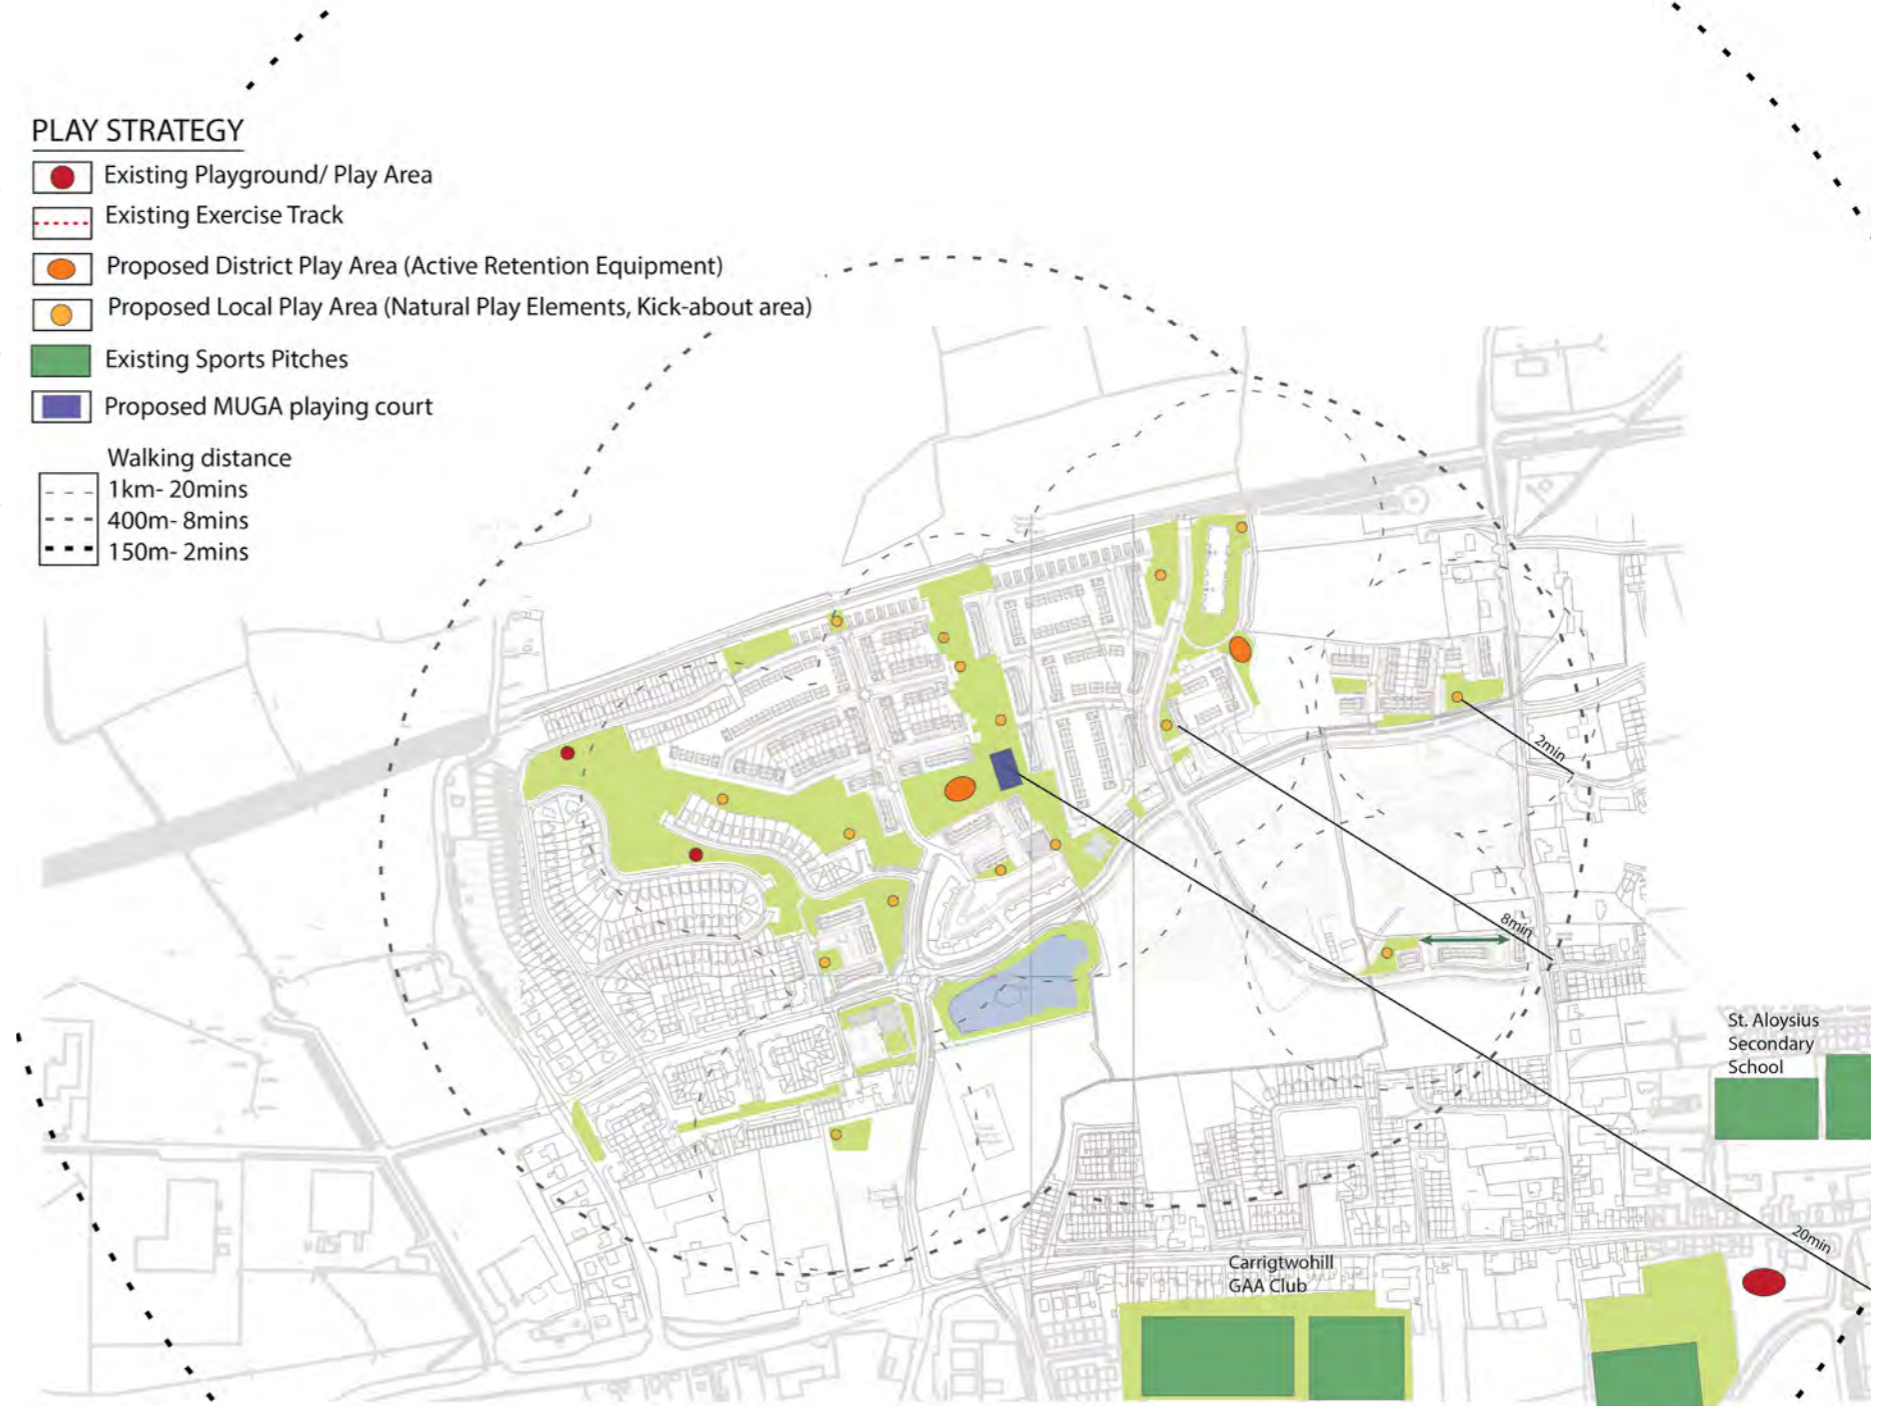 PLAY STRATEGY
Existing Playground/ Play Area
Existing Exercise Track
Proposed District Play Area (Active Retention Equipment)
Proposed Local Play Area (Natural Play Elements, Kick-about area)
Existing Sports Pitches
Proposed MUGA playing court
Walking distance
1km- 20mins
400m- 8mins
150m- 2mins
2min
8min
St. Aloysius
Secondary
School
20min
Carrigtwohill
GAA Club